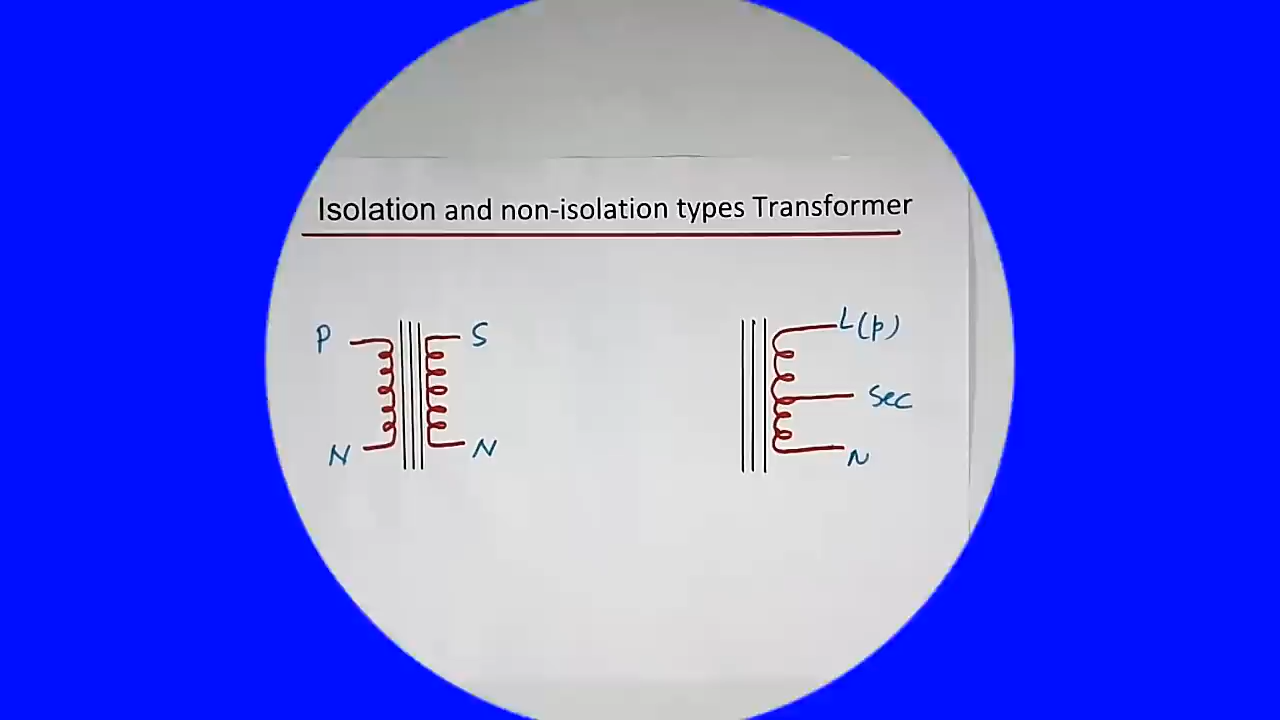 Isolation and non-isolation types Transformer
P S
N N
L(p)
Sec
N